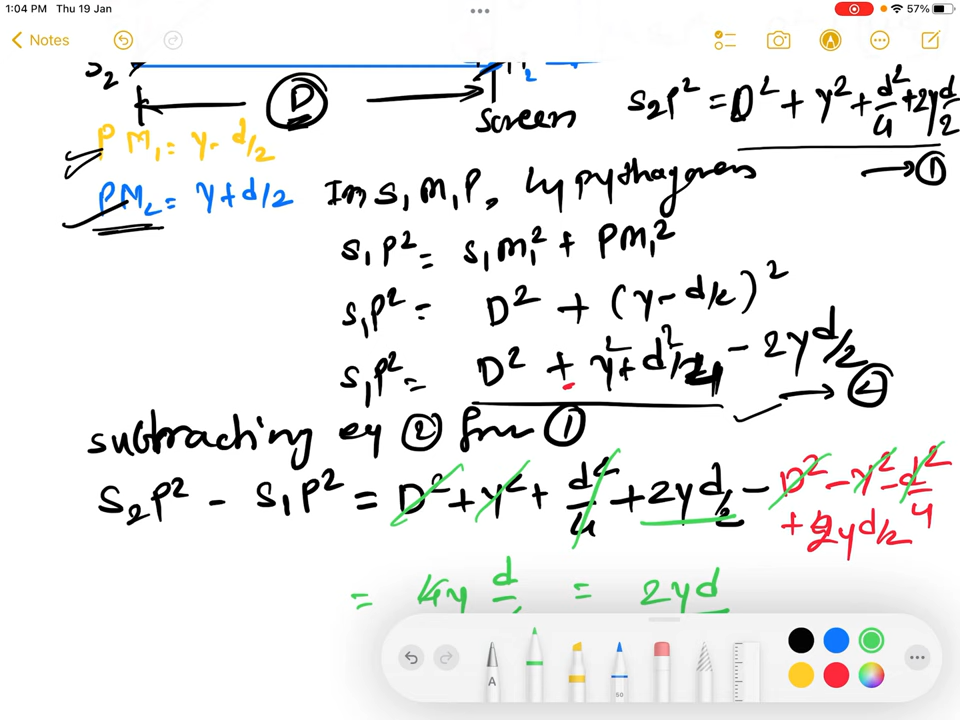 1:04 PM Thu 19 Jan
57%
Notes
S₂
M₂
D
Screen
S₂P² = D² + y² + d²/4 + 2yd/2
→ ①
PM₁ = y - d/2
PM₂ = y + d/2
In S₁M₁P, by pythagoras
S₁P² = S₁M₁² + PM₁²
S₁P² = D² + (y - d/2)²
S₁P² = D² + y² + d²/4 - 2yd/2
→ ②
subtracting eq ② from ①
S₂P² - S₁P² = D² + y² + d²/4 + 2yd/2 - D² - y² - d²/4
+ 2yd/2
= 4y d = 2yd
A
50